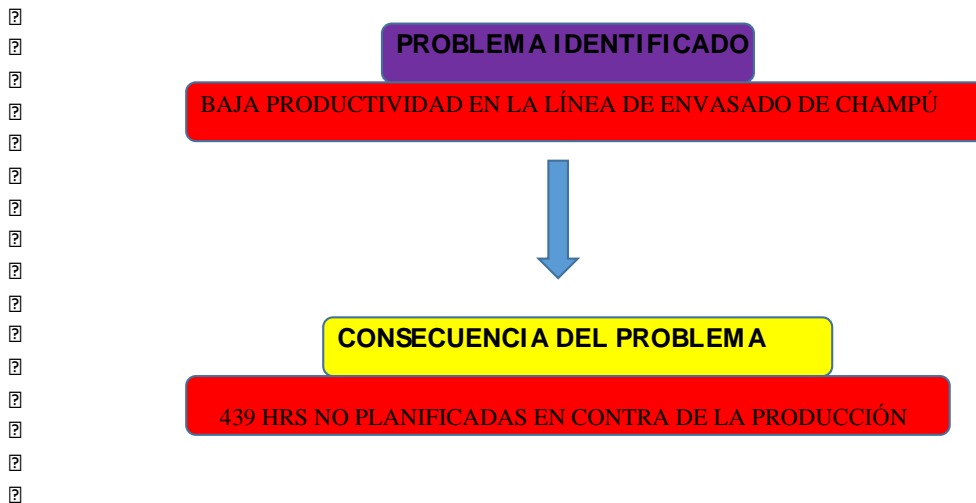 PROBLEMA IDENTIFICADO
BAJA PRODUCTIVIDAD EN LA LÍNEA DE ENVASADO DE CHAMPÚ
CONSECUENCIA DEL PROBLEMA
439 HRS NO PLANIFICADAS EN CONTRA DE LA PRODUCCIÓN